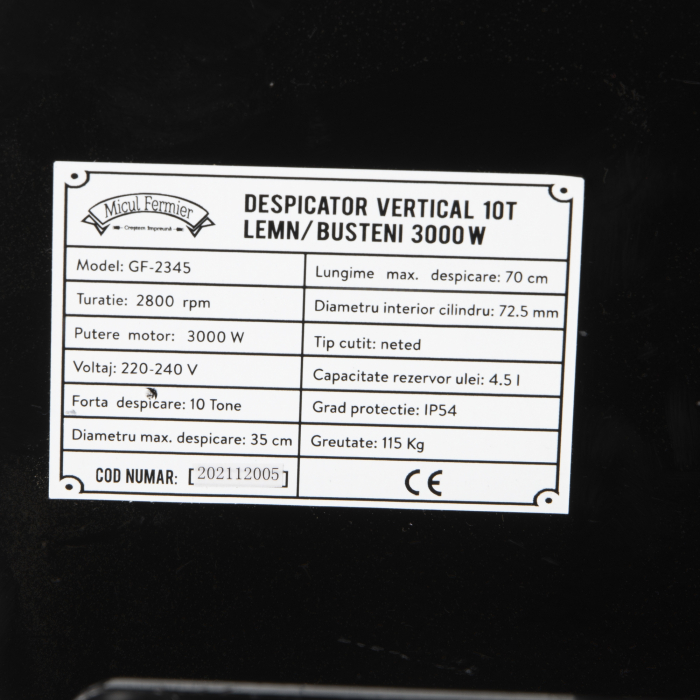 Micul Fermier
Creștem Împreună
DESPICATOR VERTICAL 10T
LEMN/BUSTENI 3000W
Model: GF-2345
Turatie: 2800 rpm
Putere motor: 3000 W
Voltaj: 220-240 V
Forta despicare: 10 Tone
Diametru max. despicare: 35 cm
COD NUMAR: [202112005]
Lungime max. despicare: 70 cm
Diametru interior cilindru: 72.5 mm
Tip cutit: neted
Capacitate rezervor ulei: 4.5 l
Grad protectie: IP54
Greutate: 115 Kg
CE